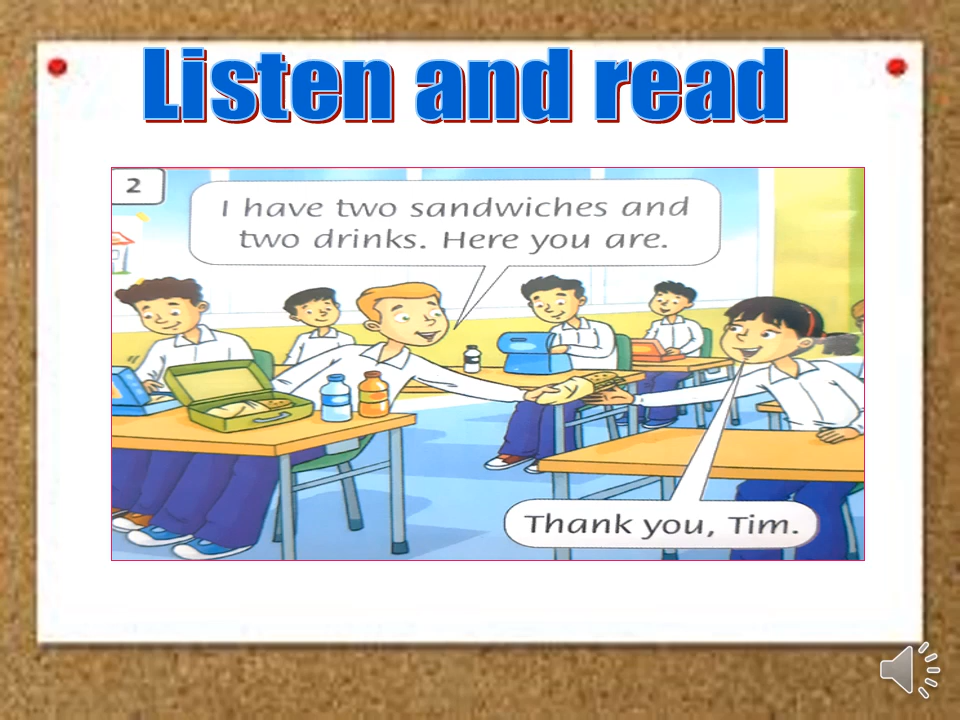 Listen and read
2
I have two sandwiches and
two drinks. Here you are.
Thank you, Tim.